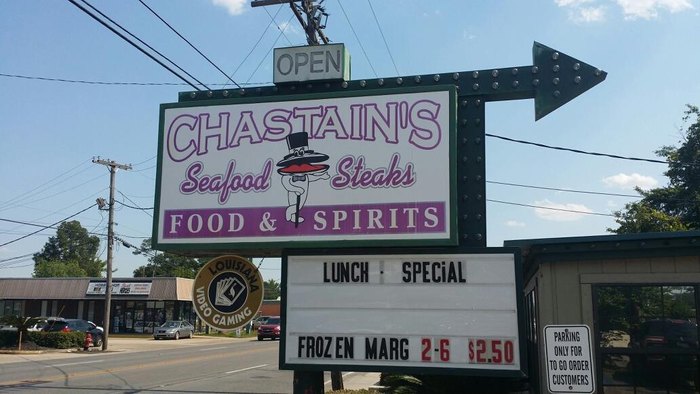 OPEN
CHASTAIN'S
Seafood Steaks
FOOD & SPIRITS
LOUISIANA
VIDEO GAMING
LUNCH · SPECiAL
FROZEN MARG 2-6 $2.50
PARKING
ONLY FOR
TO GO ORDER
CUSTOMERS